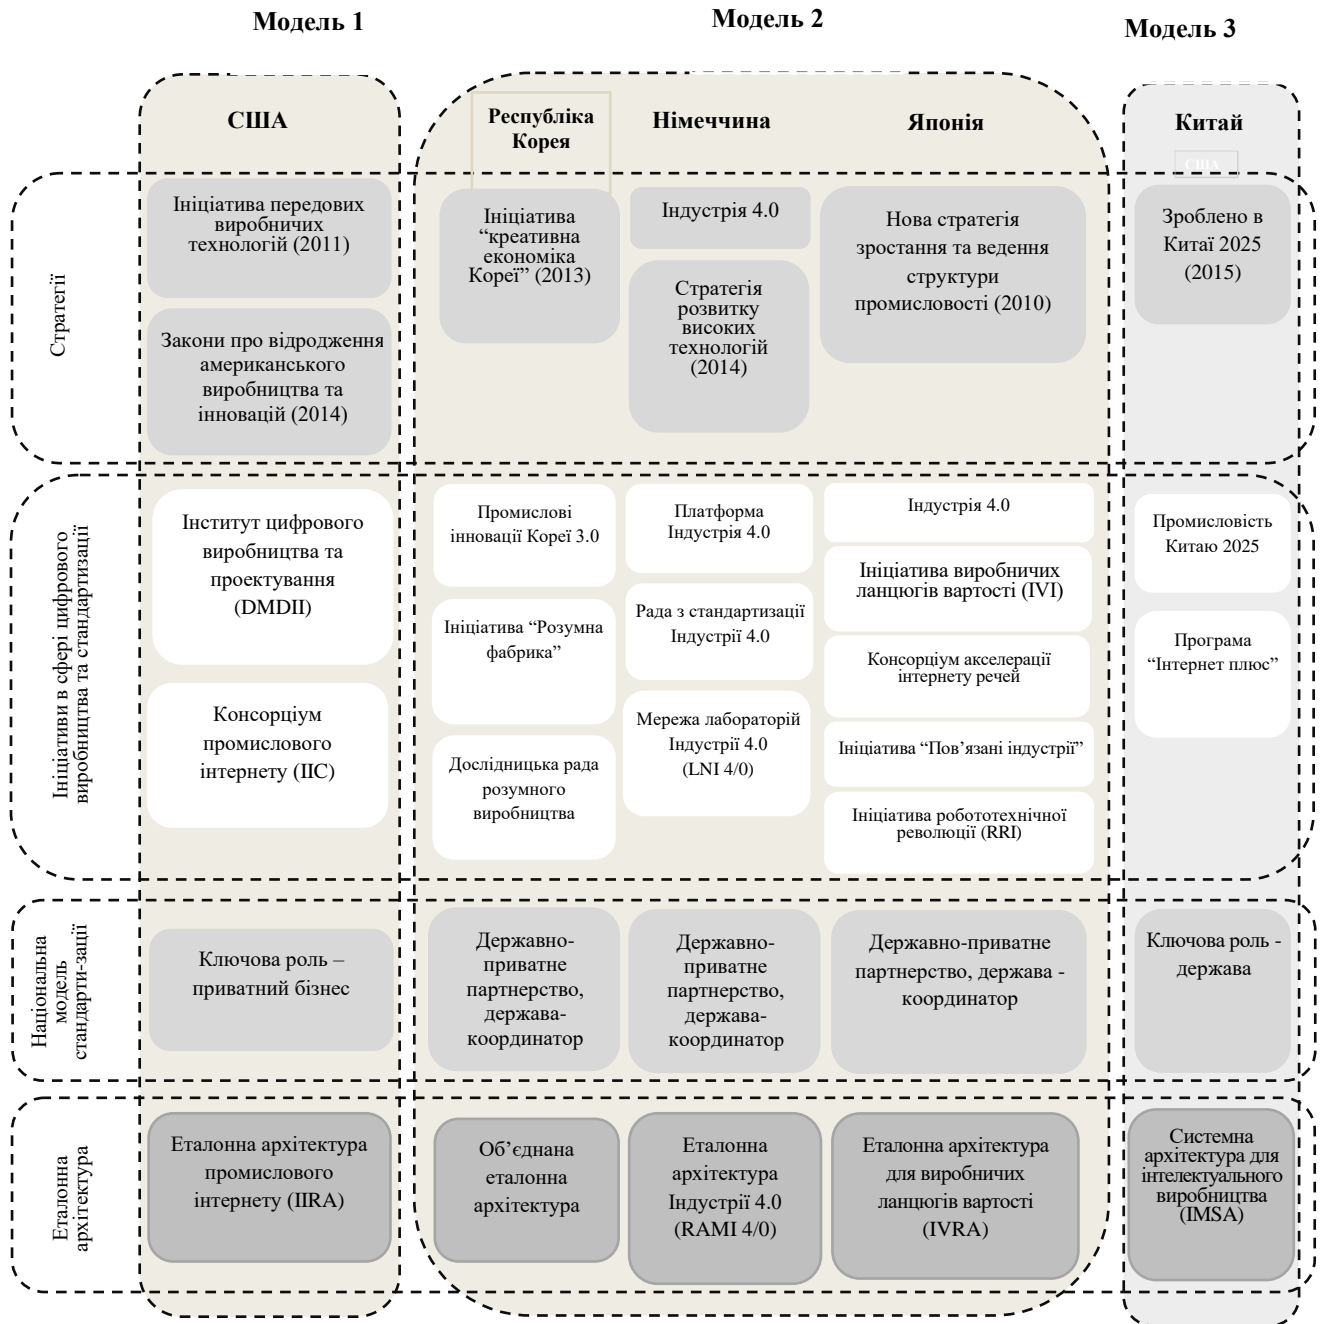 Модель 1
Модель 2
Модель 3
США
Республіка
Корея
Німеччина
Японія
Китай
США
Стратегії
Ініціатива передових
виробничих
технологій (2011)
Закони про відродження
американського
виробництва та
інновацій (2014)
Ініціатива
“креативна
економіка
Кореї” (2013)
Індустрія 4.0
Стратегія
розвитку
високих
технологій
(2014)
Нова стратегія
зростання та ведення
структури
промисловості (2010)
Зроблено в
Китаї 2025
(2015)
Ініціативи в сфері цифрового
виробництва та стандартизації
Інститут цифрового
виробництва та
проектування
(DMDII)
Консорціум
промислового
інтернету (IIC)
Промислові
інновації Кореї 3.0
Ініціатива “Розумна
фабрика”
Дослідницька рада
розумного
виробництва
Платформа
Індустрія 4.0
Рада з стандартизації
Індустрії 4.0
Мережа лабораторій
Індустрії 4.0
(LNI 4/0)
Індустрія 4.0
Ініціатива виробничих
ланцюгів вартості (IVI)
Консорціум акселерації
інтернету речей
Ініціатива “Пов’язані індустрії”
Ініціатива робототехнічної
революції (RRI)
Промисловість
Китаю 2025
Програма
“Інтернет плюс”
Національна
модель
стандарти-зації
Ключова роль –
приватний бізнес
Державно-
приватне
партнерство,
держава-
координатор
Державно-
приватне
партнерство,
держава-
координатор
Державно-приватне
партнерство, держава -
координатор
Ключова роль -
держава
Еталонна
архітектура
Еталонна архітектура
промислового
інтернету (IIRA)
Об’єднана
еталонна
архітектура
Еталонна
архітектура
Індустрії 4.0
(RAMI 4/0)
Еталонна архітектура
для виробничих
ланцюгів вартості
(IVRA)
Системна
архітектура для
інтелектуального
виробництва
(IMSA)